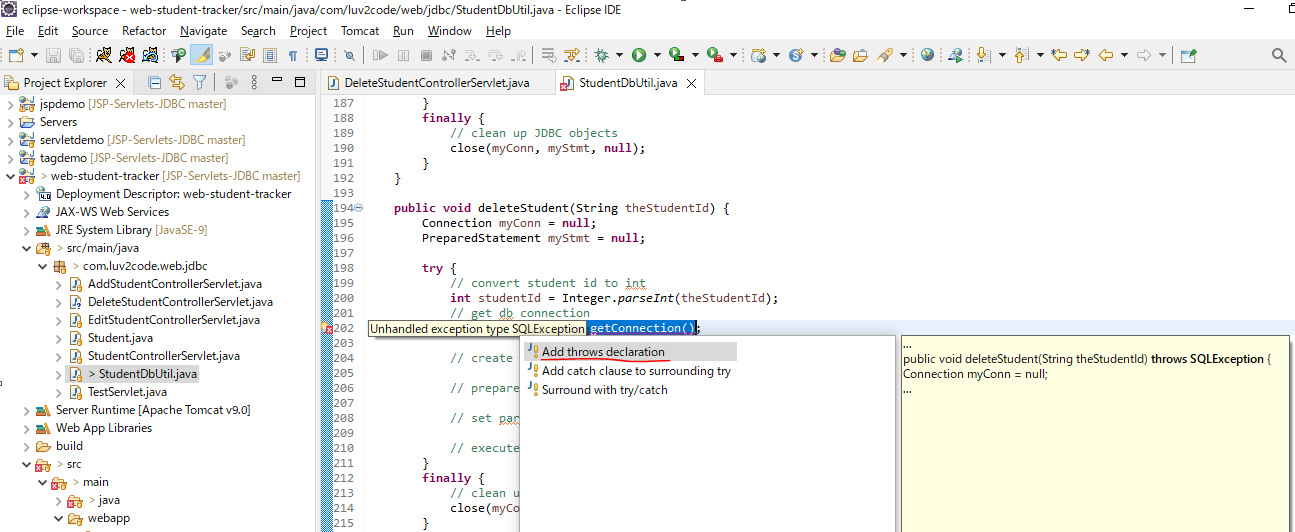 eclipse-workspace - web-student-tracker/src/main/java/com/luv2code/web/jdbc/StudentDbUtil.java - Eclipse IDE
File Edit Source Refactor Navigate Search Project Tomcat Run Window Help
Project Explorer
DeleteStudentControllerServlet.java
StudentDbUtil.java
jspdemo [JSP-Servlets-JDBC master]
Servers
servletdemo [JSP-Servlets-JDBC master]
tagdemo [JSP-Servlets-JDBC master]
> web-student-tracker [JSP-Servlets-JDBC master]
Deployment Descriptor: web-student-tracker
JAX-WS Web Services
JRE System Library [JavaSE-9]
> src/main/java
> com.luv2code.web.jdbc
AddStudentControllerServlet.java
DeleteStudentControllerServlet.java
EditStudentControllerServlet.java
Student.java
StudentControllerServlet.java
> StudentDbUtil.java
TestServlet.java
Server Runtime [Apache Tomcat v9.0]
Web App Libraries
build
> src
> main
> java
> webapp
187 }
188 finally {
189 // clean up JDBC objects
190 close(myConn, myStmt, null);
191 }
192 }
193
194 public void deleteStudent(String theStudentId) {
195 Connection myConn = null;
196 PreparedStatement myStmt = null;
197
198 try {
199 // convert student id to int
200 int studentId = Integer.parseInt(theStudentId);
201 // get db connection
202 Unhandled exception type SQLException getConnection();
203
204 // create
205
206 // prepare
207
208 // set par
209
210 // execute
211 }
212 finally {
213 // clean u
214 close(myCo
215 }
Add throws declaration
Add catch clause to surrounding try
Surround with try/catch
...
public void deleteStudent(String theStudentId) throws SQLException {
Connection myConn = null;
...